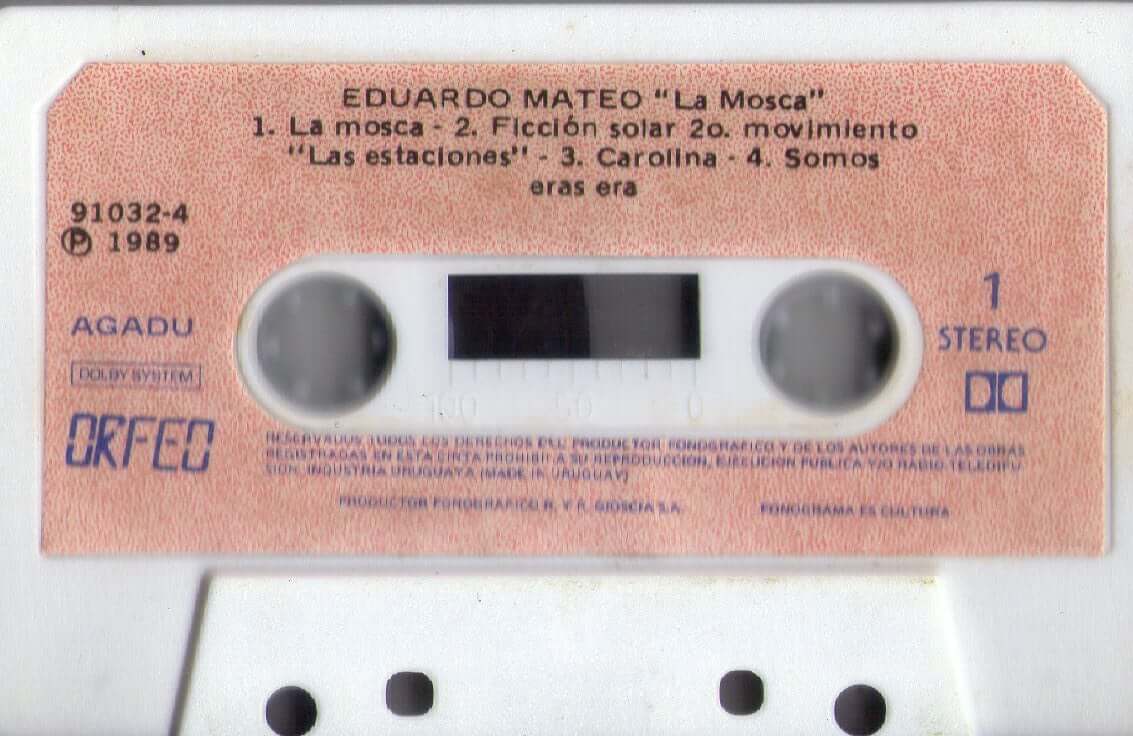 EDUARDO MATEO "La Mosca"
1. La mosca - 2. Ficción solar 2o. movimiento
"Las estaciones" - 3. Carolina - 4. Somos
eras era
91032-4
Ⓟ 1989
AGADU
DOLBY SYSTEM
ORFEO
1
STEREO
100 50 0
RESERVADOS TODOS LOS DERECHOS DEL PRODUCTOR FONOGRAFICO Y DE LOS AUTORES DE LAS OBRAS
REGISTRADAS EN ESTA CINTA PROHIBIDA SU REPRODUCCION, EJECUCION PUBLICA Y/O RADIO-TELEDIFU
SION. INDUSTRIA URUGUAYA (MADE IN URUGUAY)
PRODUCTOR FONOGRAFICO R. Y R. GIOSCIA S.A.
FONOGRAMA ES CULTURA